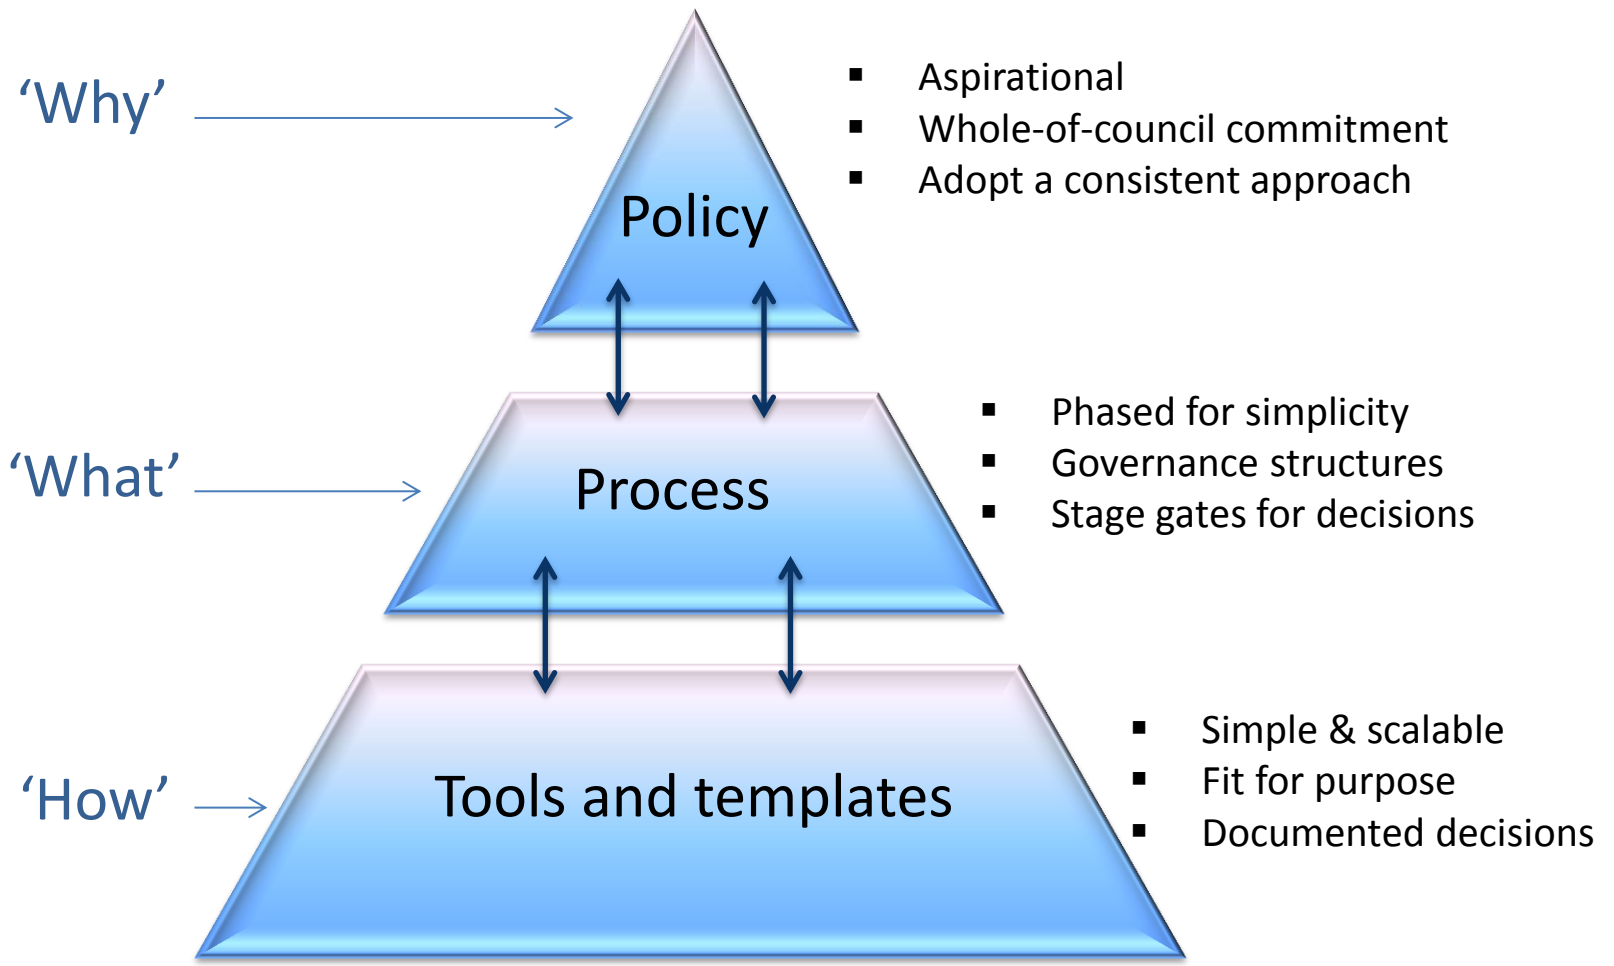 ‘Why’
Policy
▪ Aspirational
▪ Whole-of-council commitment
▪ Adopt a consistent approach
‘What’
Process
▪ Phased for simplicity
▪ Governance structures
▪ Stage gates for decisions
‘How’
Tools and templates
▪ Simple & scalable
▪ Fit for purpose
▪ Documented decisions